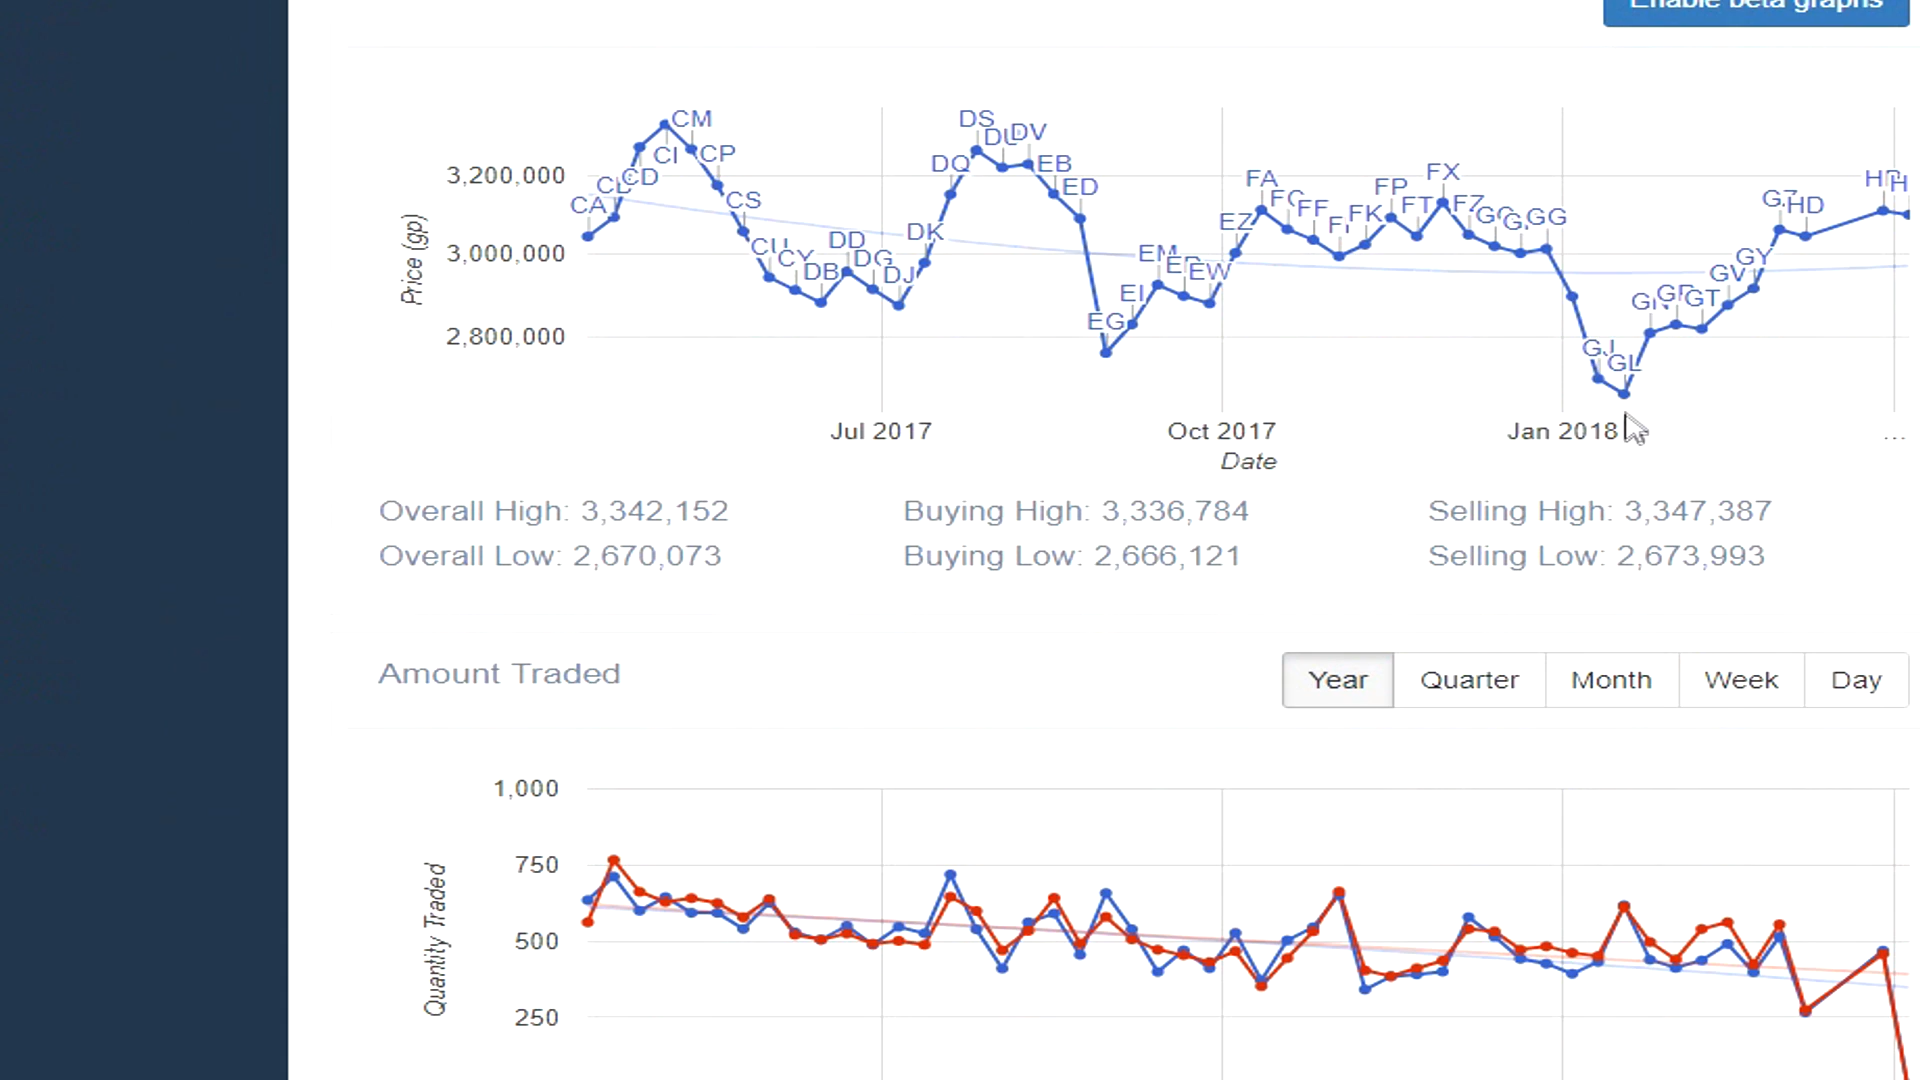 Enable beta graphs
CM
DS
DV
CI
CP
DQ
EB
FX
CD
ED
FA
FP
CA
CS
FF
FK
FT
HD
EZ
GG
DD
DK
CY
DG
EM
GY
DB
DJ
EW
GV
EI
GT
EG
GJ
GL
3,200,000
3,000,000
2,800,000
Price (gp)
Jul 2017
Oct 2017
Jan 2018
...
Date
Overall High: 3,342,152
Buying High: 3,336,784
Selling High: 3,347,387
Overall Low: 2,670,073
Buying Low: 2,666,121
Selling Low: 2,673,993
Amount Traded
Year
Quarter
Month
Week
Day
1,000
750
500
250
Quantity Traded